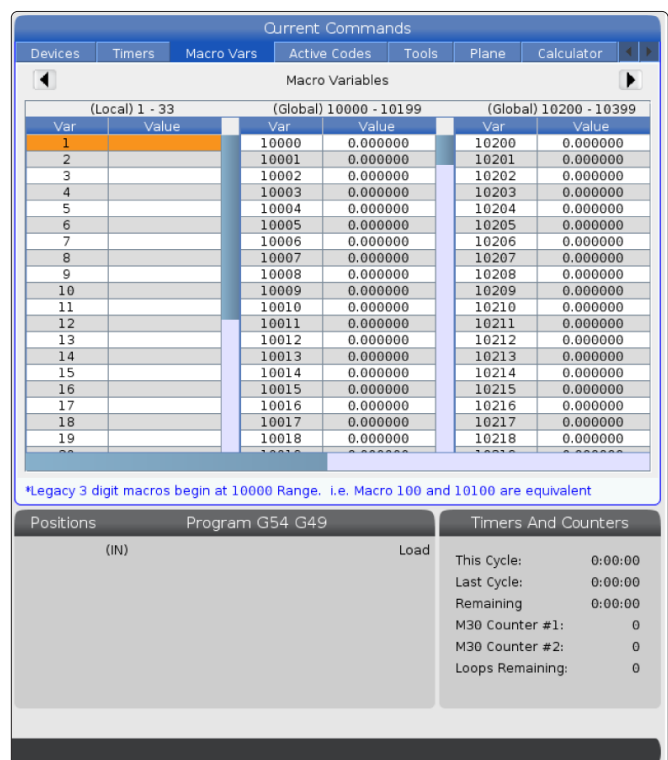 Current Commands
Devices Timers Macro Vars Active Codes Tools Plane Calculator
Macro Variables
(Local) 1 - 33 (Global) 10000 - 10199 (Global) 10200 - 10399
Var Value Var Value Var Value
1 10000 0.000000 10200 0.000000
2 10001 0.000000 10201 0.000000
3 10002 0.000000 10202 0.000000
4 10003 0.000000 10203 0.000000
5 10004 0.000000 10204 0.000000
6 10005 0.000000 10205 0.000000
7 10006 0.000000 10206 0.000000
8 10007 0.000000 10207 0.000000
9 10008 0.000000 10208 0.000000
10 10009 0.000000 10209 0.000000
11 10010 0.000000 10210 0.000000
12 10011 0.000000 10211 0.000000
13 10012 0.000000 10212 0.000000
14 10013 0.000000 10213 0.000000
15 10014 0.000000 10214 0.000000
16 10015 0.000000 10215 0.000000
17 10016 0.000000 10216 0.000000
18 10017 0.000000 10217 0.000000
19 10018 0.000000 10218 0.000000
*Legacy 3 digit macros begin at 10000 Range. i.e. Macro 100 and 10100 are equivalent
Positions Program G54 G49 Timers And Counters
(IN) Load
This Cycle: 0:00:00
Last Cycle: 0:00:00
Remaining 0:00:00
M30 Counter #1: 0
M30 Counter #2: 0
Loops Remaining: 0